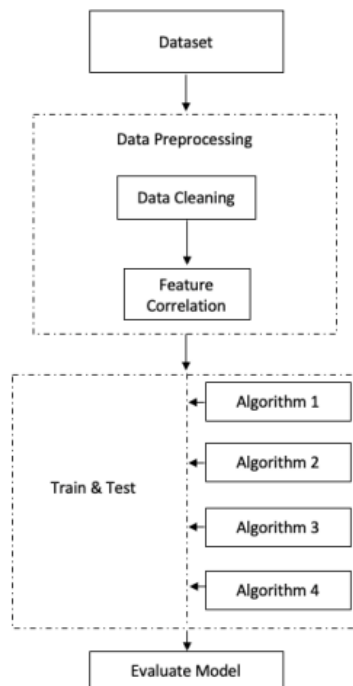 Dataset
Data Preprocessing
Data Cleaning
Feature
Correlation
Algorithm 1
Algorithm 2
Train & Test
Algorithm 3
Algorithm 4
Evaluate Model